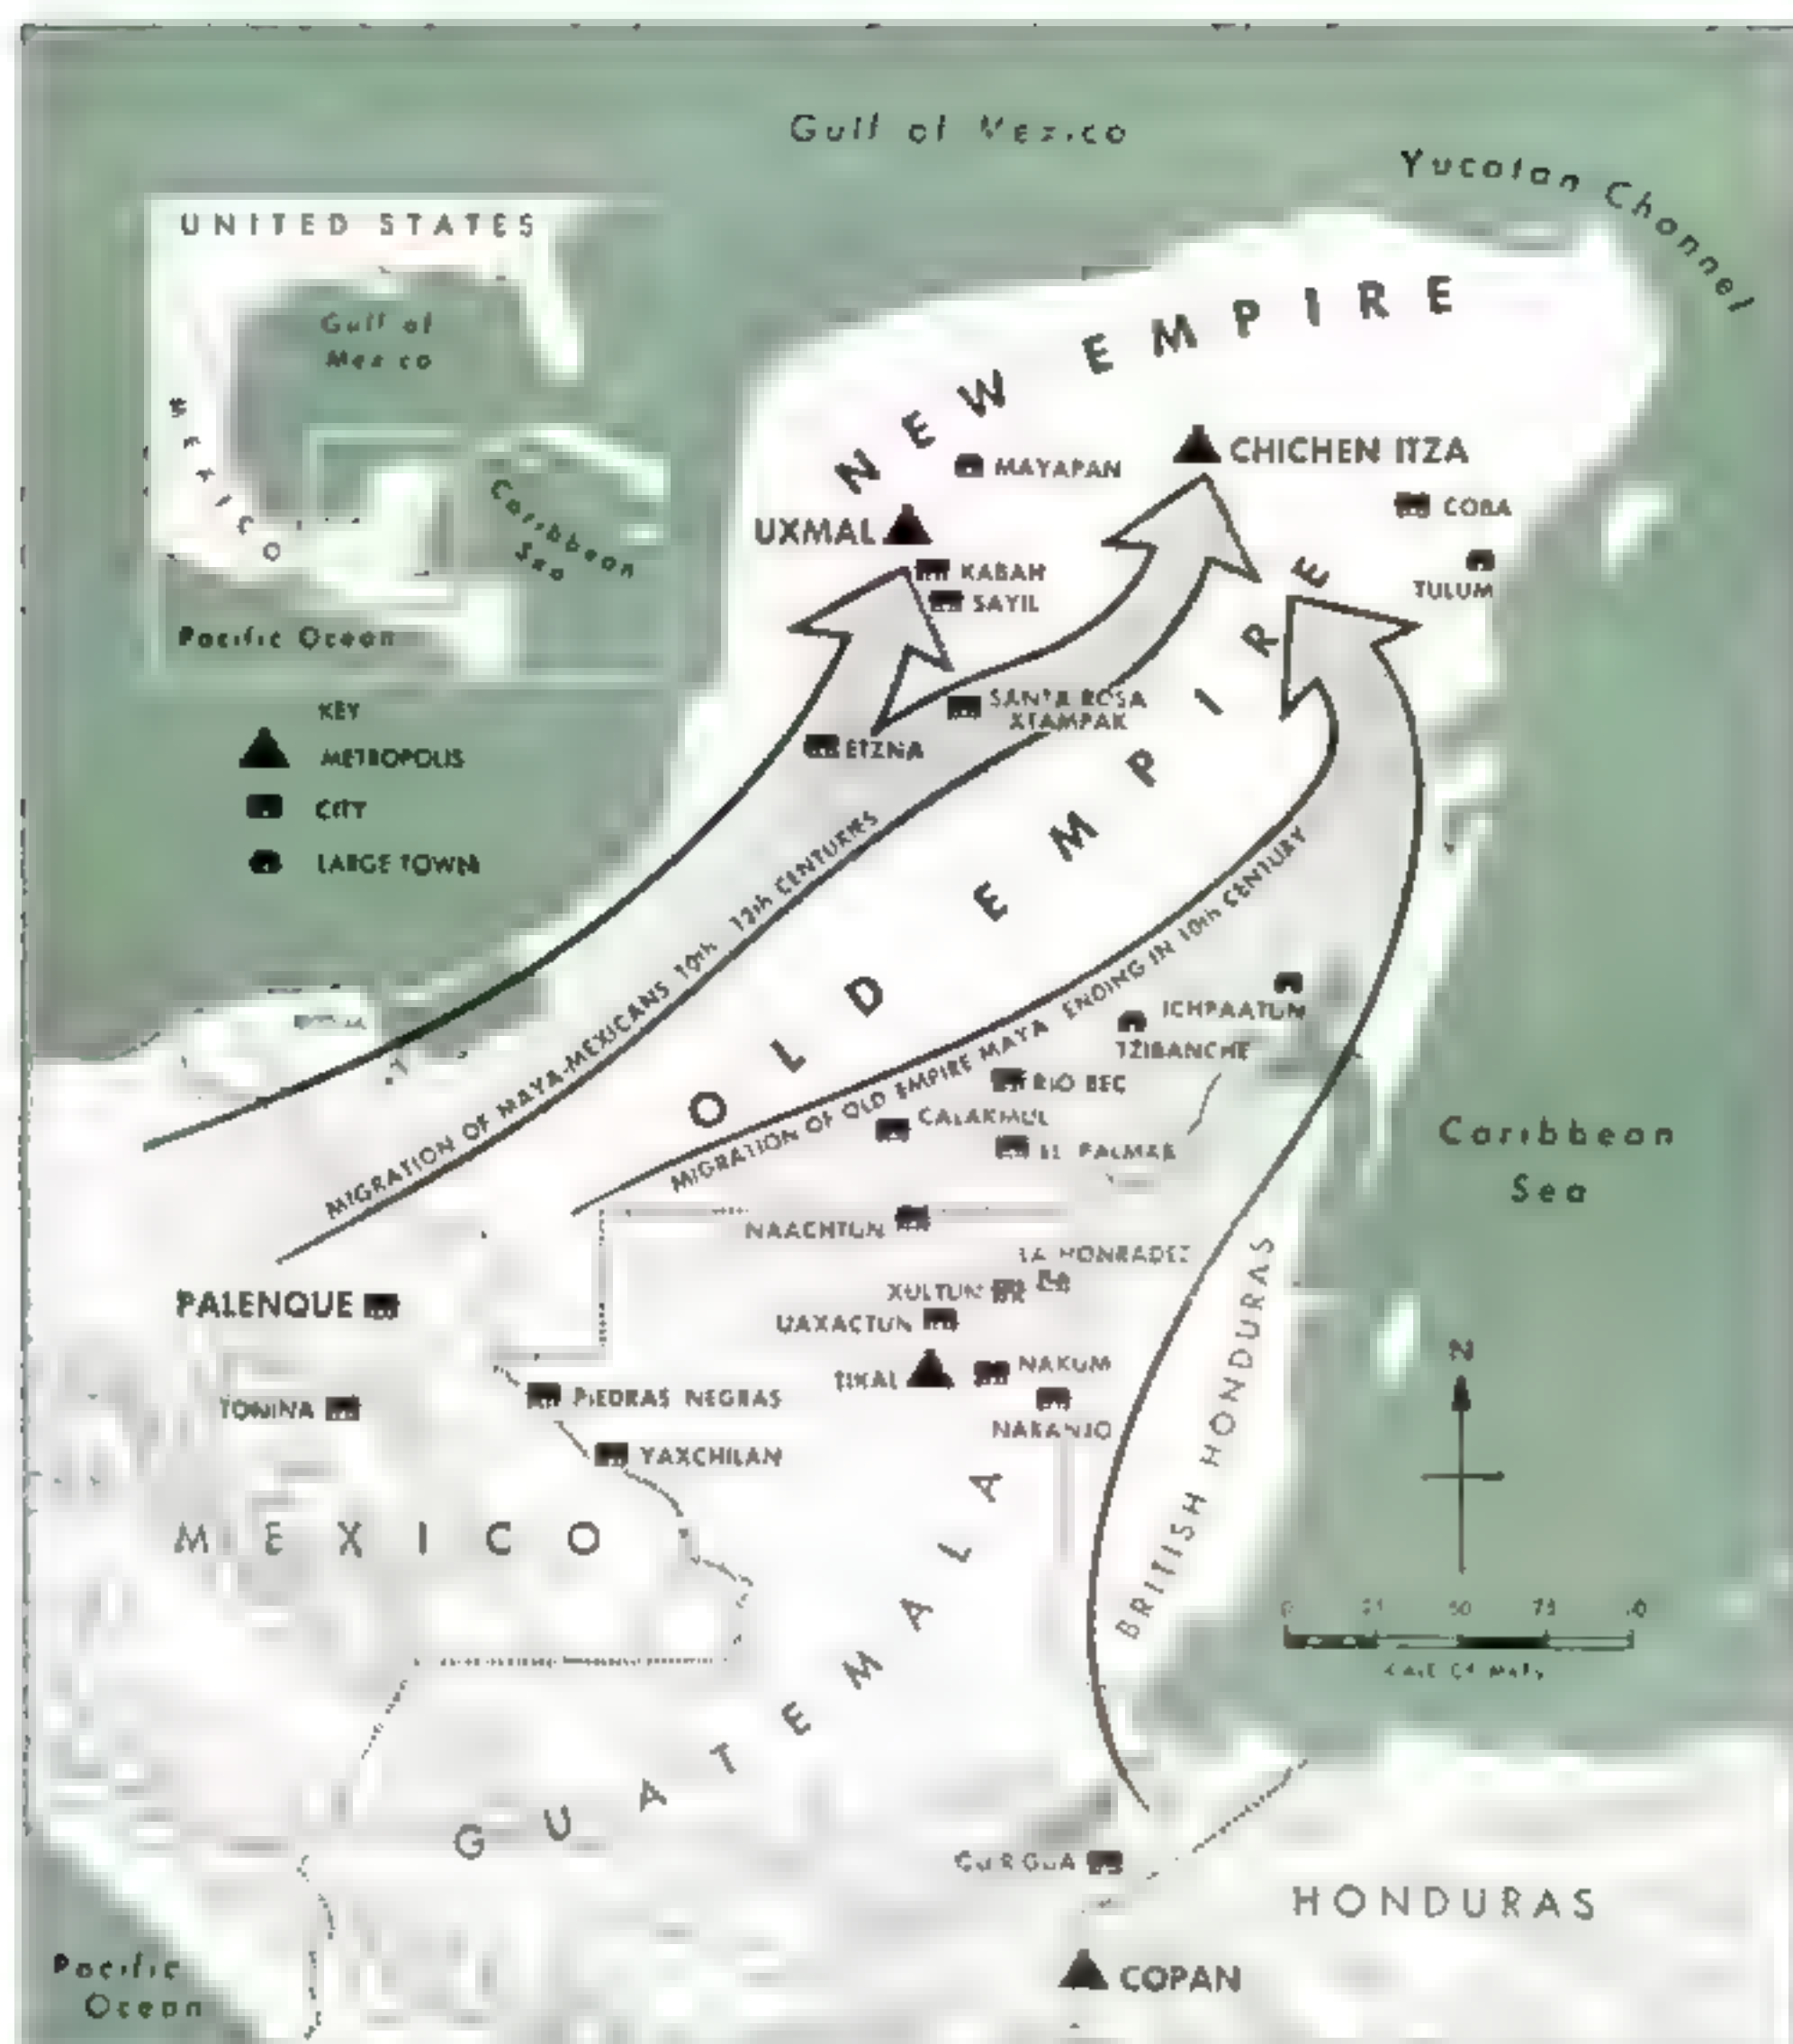 Gulf of Mexico
Yucatan Channel
UNITED STATES
Gulf of
Mexico
MEXICO
Caribbean
Sea
Pacific Ocean
KEY
METROPOLIS
CITY
LARGE TOWN
NEW EMPIRE
MAYAPAN
CHICHEN ITZA
COBA
UXMAL
KABAH
TULUM
SAYIL
SANTA ROSA
XTAMPAK
ETZNA
OLD EMPIRE
MIGRATION OF MAYA-MEXICANS 10th 12th CENTURIES
MIGRATION OF OLD EMPIRE MAYA ENDING IN 10th CENTURY
ICHPAATUN
TZIBANCHE
RIO BEC
CALAKMUL
EL PALMAR
Caribbean
Sea
NAACHTUN
LA HONRADEZ
XULTUN
PALENQUE
UAXACTUN
NAKUM
TIKAL
PIEDRAS NEGRAS
TONINA
NARANJO
YAXCHILAN
N
MEXICO
BRITISH HONDURAS
0 25 50 75
GUATEMALA
HONDURAS
Pacific
Ocean
COPAN